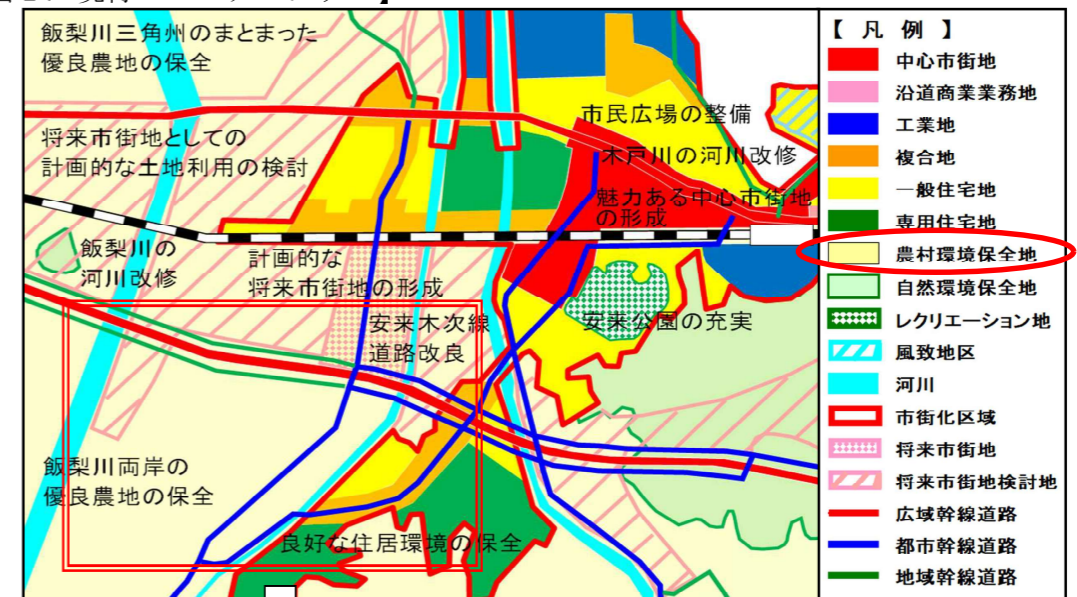 飯梨川三角州のまとまった
優良農地の保全
将来市街地としての
計画的な土地利用の検討
市民広場の整備
木戸川の河川改修
魅力ある中心市街地
の形成
飯梨川の
河川改修
計画的な
将来市街地の形成
安来木次線
道路改良
安来公園の充実
飯梨川両岸の
優良農地の保全
良好な住居環境の保全
【 凡 例 】
中心市街地
沿道商業業務地
工業地
複合地
一般住宅地
専用住宅地
農村環境保全地
自然環境保全地
レクリエーション地
風致地区
河川
市街化区域
将来市街地
将来市街地検討地
広域幹線道路
都市幹線道路
地域幹線道路